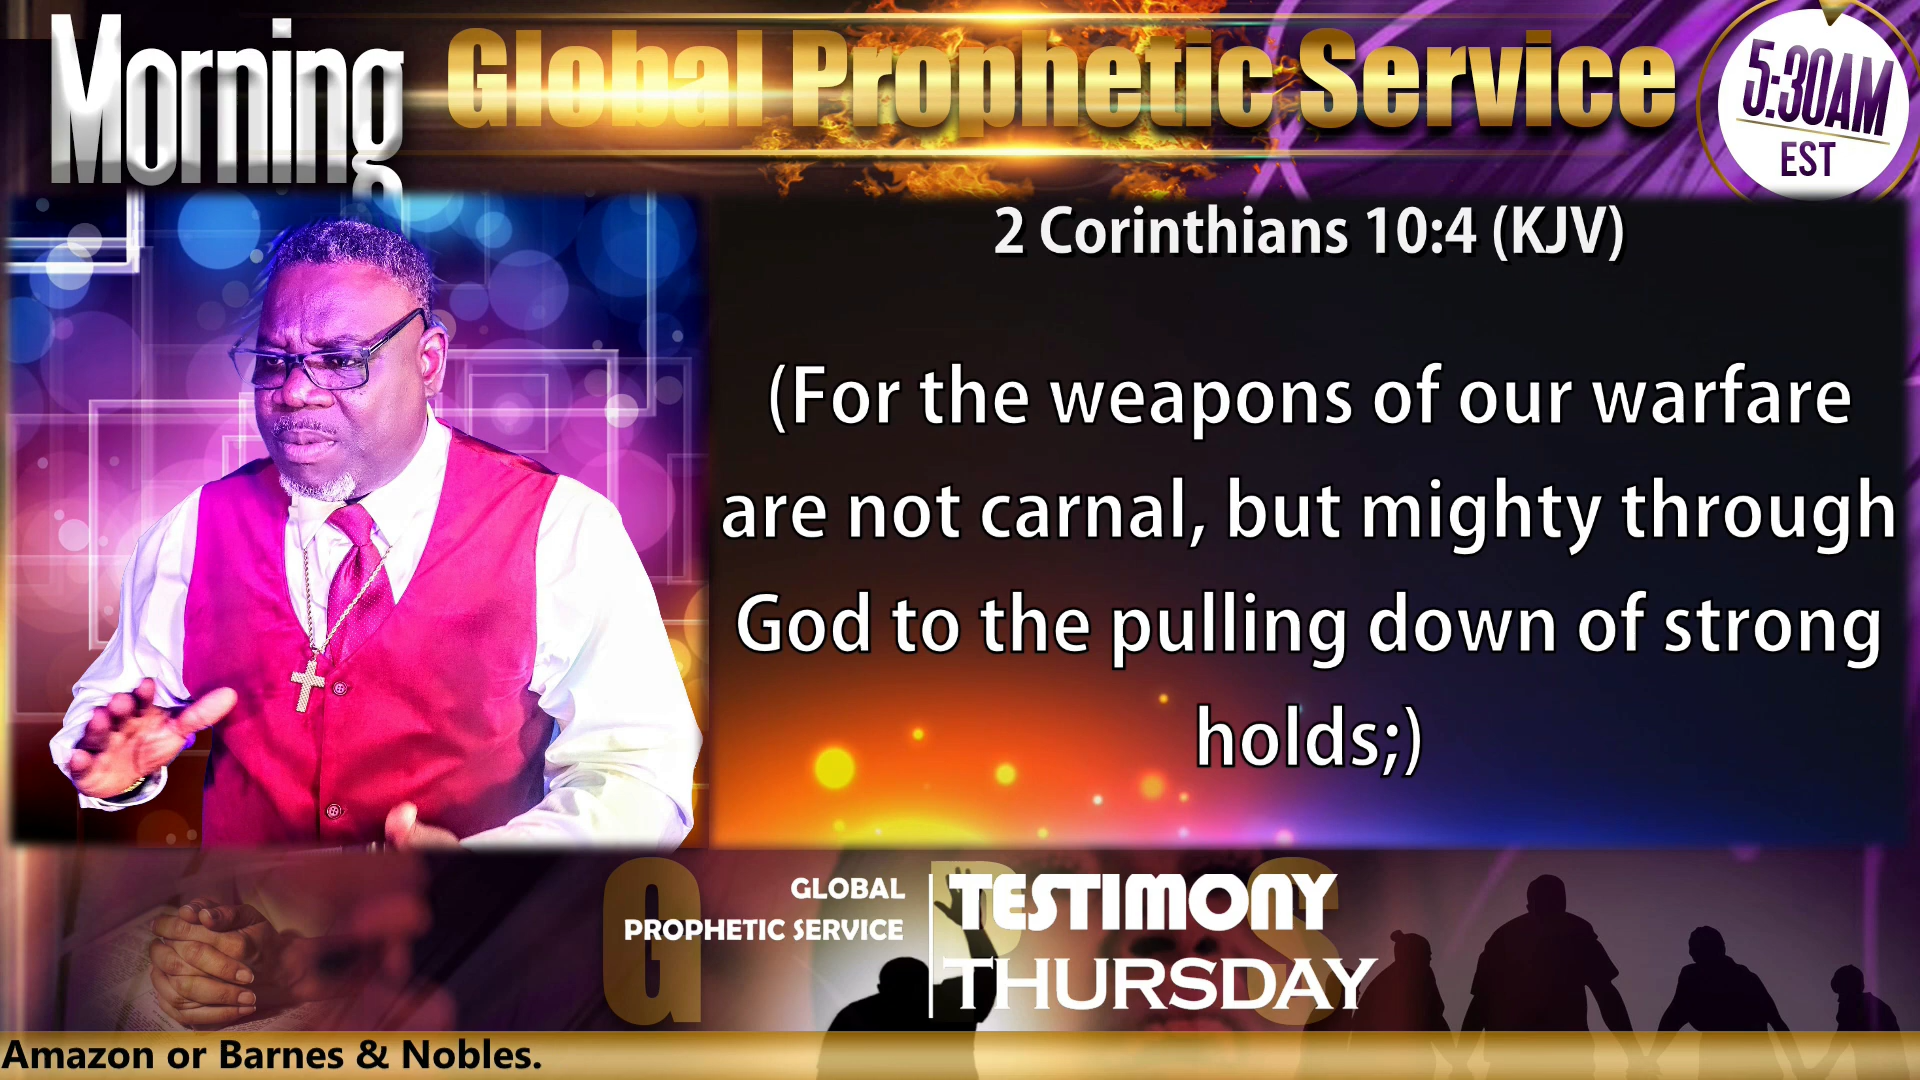 Morning
Global Prophetic Service
5:30AM
EST
2 Corinthians 10:4 (KJV)
(For the weapons of our warfare
are not carnal, but mighty through
God to the pulling down of strong
holds;)
G P S
GLOBAL
PROPHETIC SERVICE
TESTIMONY
THURSDAY
Amazon or Barnes & Nobles.